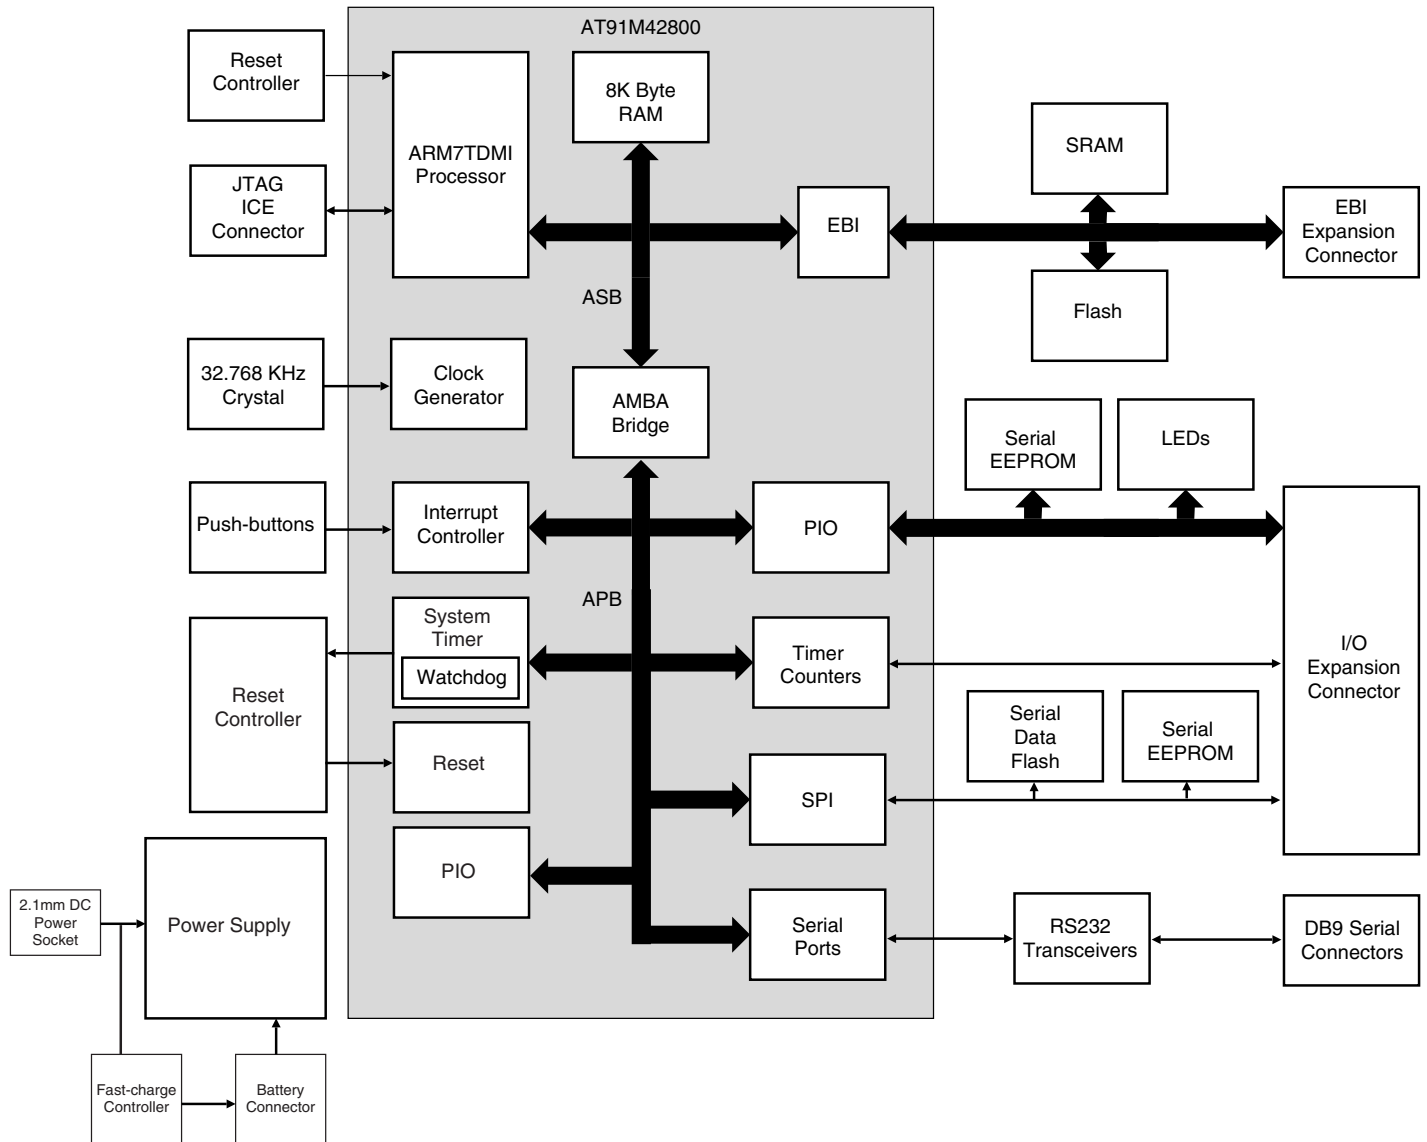 AT91M42800
Reset
Controller
ARM7TDMI
Processor
8K Byte
RAM
SRAM
JTAG
ICE
Connector
EBI
EBI
Expansion
Connector
ASB
Flash
32.768 KHz
Crystal
Clock
Generator
AMBA
Bridge
Serial
EEPROM
LEDs
Push-buttons
Interrupt
Controller
PIO
APB
System
Timer
Watchdog
Timer
Counters
I/O
Expansion
Connector
Reset
Controller
Reset
Serial
Data
Flash
Serial
EEPROM
SPI
PIO
2.1mm DC
Power
Socket
Power Supply
Serial
Ports
RS232
Transceivers
DB9 Serial
Connectors
Fast-charge
Controller
Battery
Connector